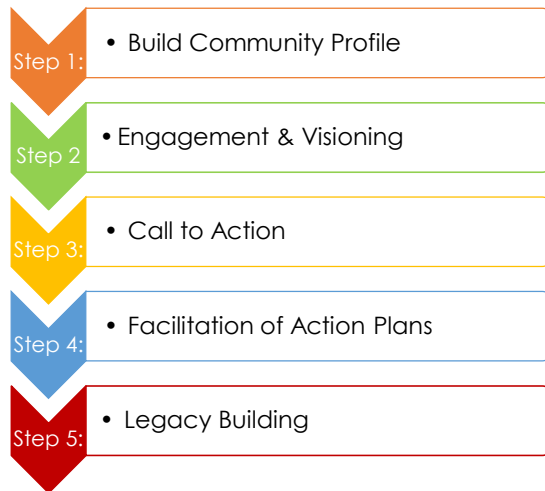 Step 1:
• Build Community Profile
Step 2
• Engagement & Visioning
Step 3:
• Call to Action
Step 4:
• Facilitation of Action Plans
Step 5:
• Legacy Building